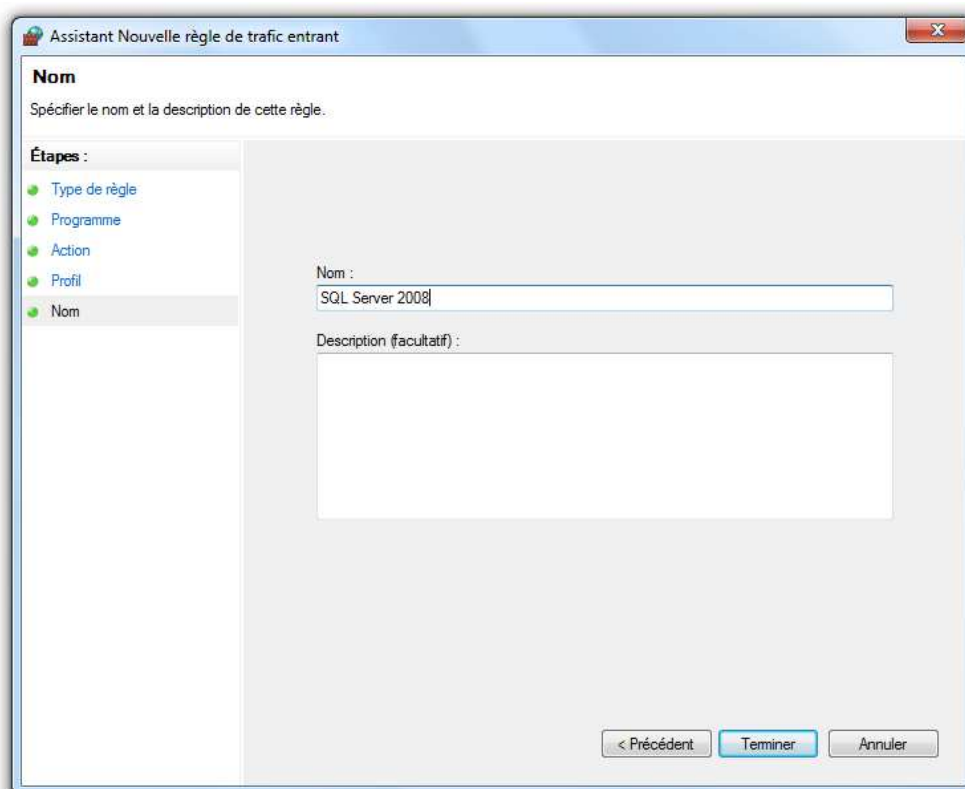 Assistant Nouvelle règle de trafic entrant
Nom
Spécifier le nom et la description de cette règle.
Étapes :
Type de règle
Programme
Action
Profil
Nom
Nom :
SQL Server 2008
Description (facultatif) :
< Précédent
Terminer
Annuler